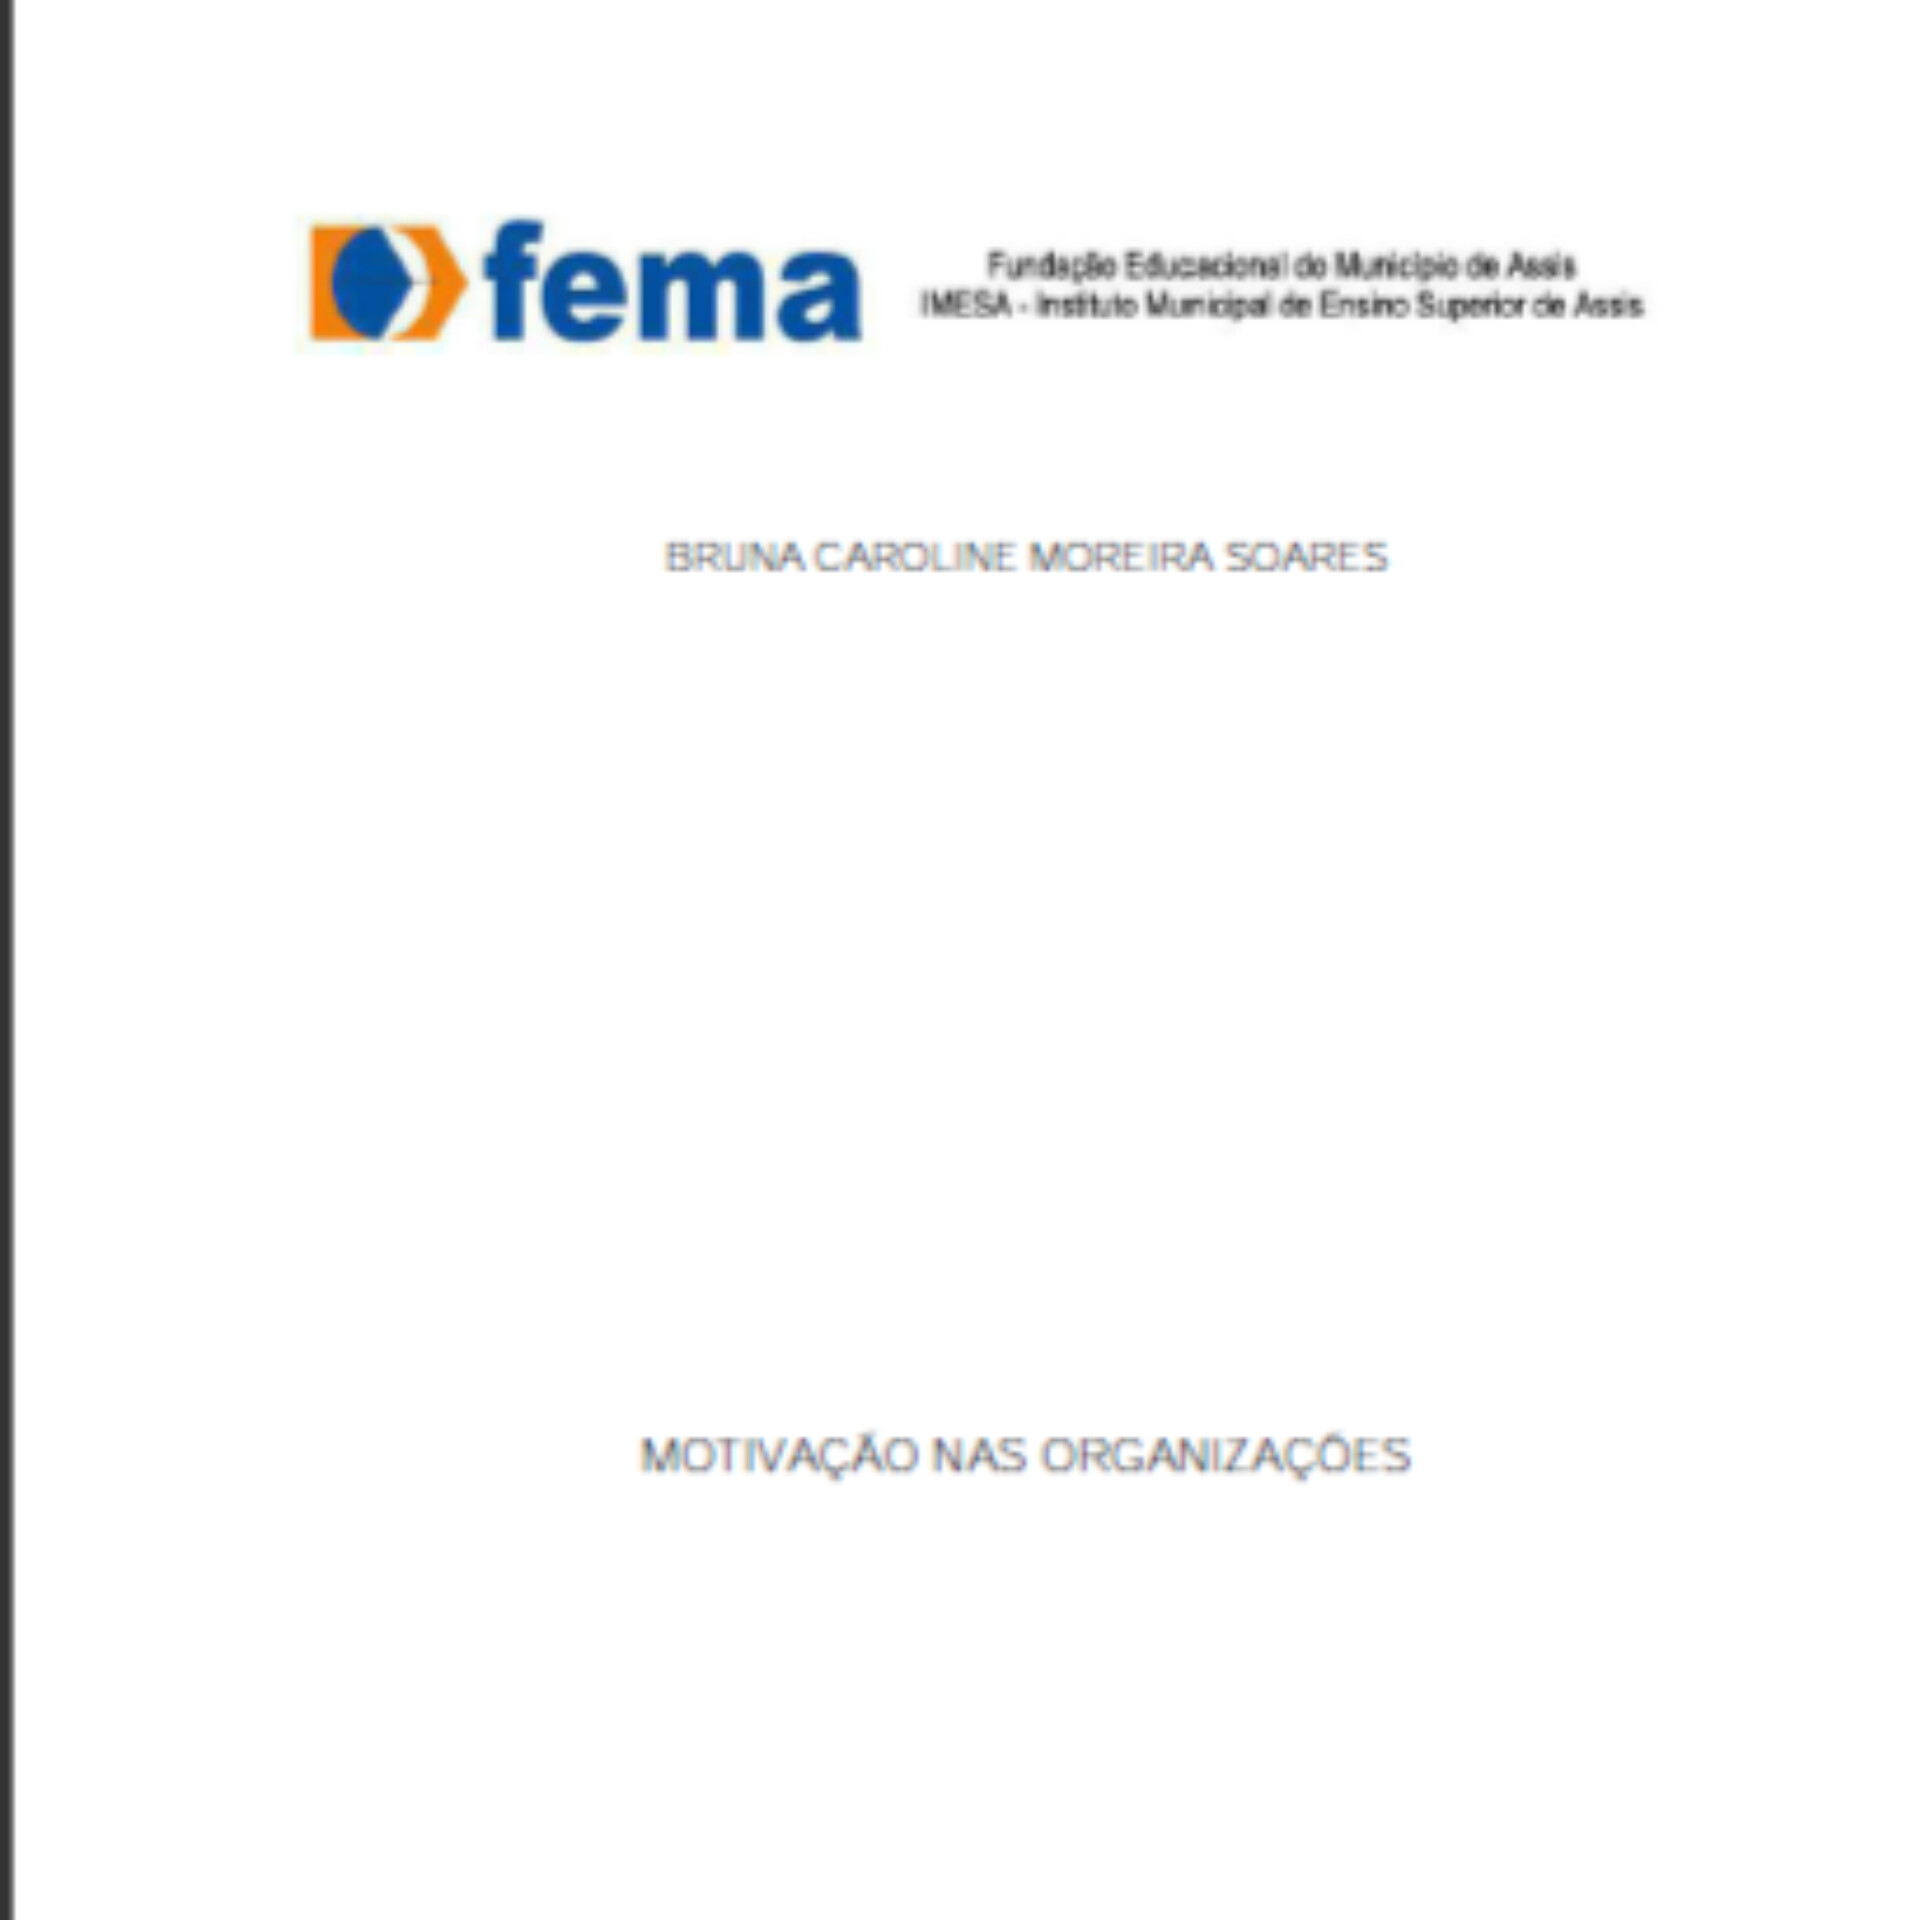 fema
Fundação Educacional do Município de Assis
IMESA - Instituto Municipal de Ensino Superior de Assis
BRUNA CAROLINE MOREIRA SOARES
MOTIVAÇÃO NAS ORGANIZAÇÕES